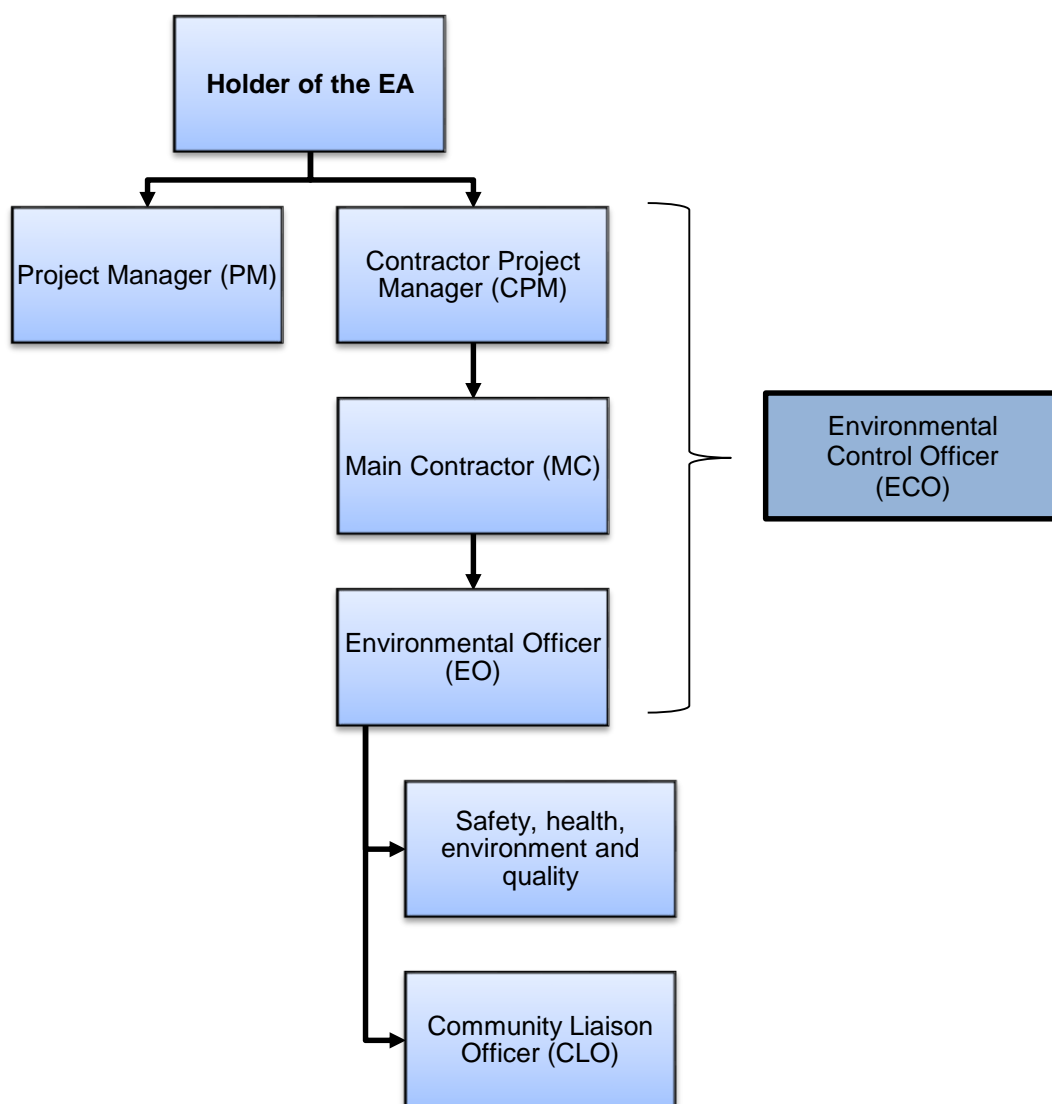 Holder of the EA
Project Manager (PM)
Contractor Project
Manager (CPM)
Main Contractor (MC)
Environmental
Control Officer
(ECO)
Environmental Officer
(EO)
Safety, health,
environment and
quality
Community Liaison
Officer (CLO)